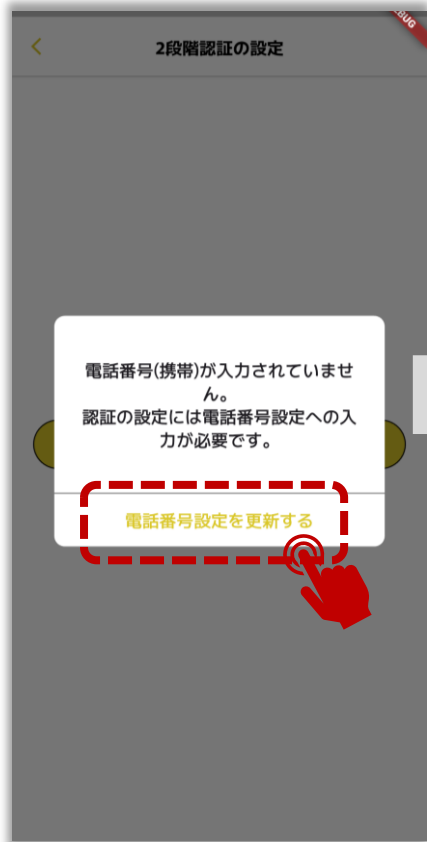 2段階認証の設定
電話番号(携帯)が入力されていませ
ん。
認証の設定には電話番号設定への入
力が必要です。
電話番号設定を更新する